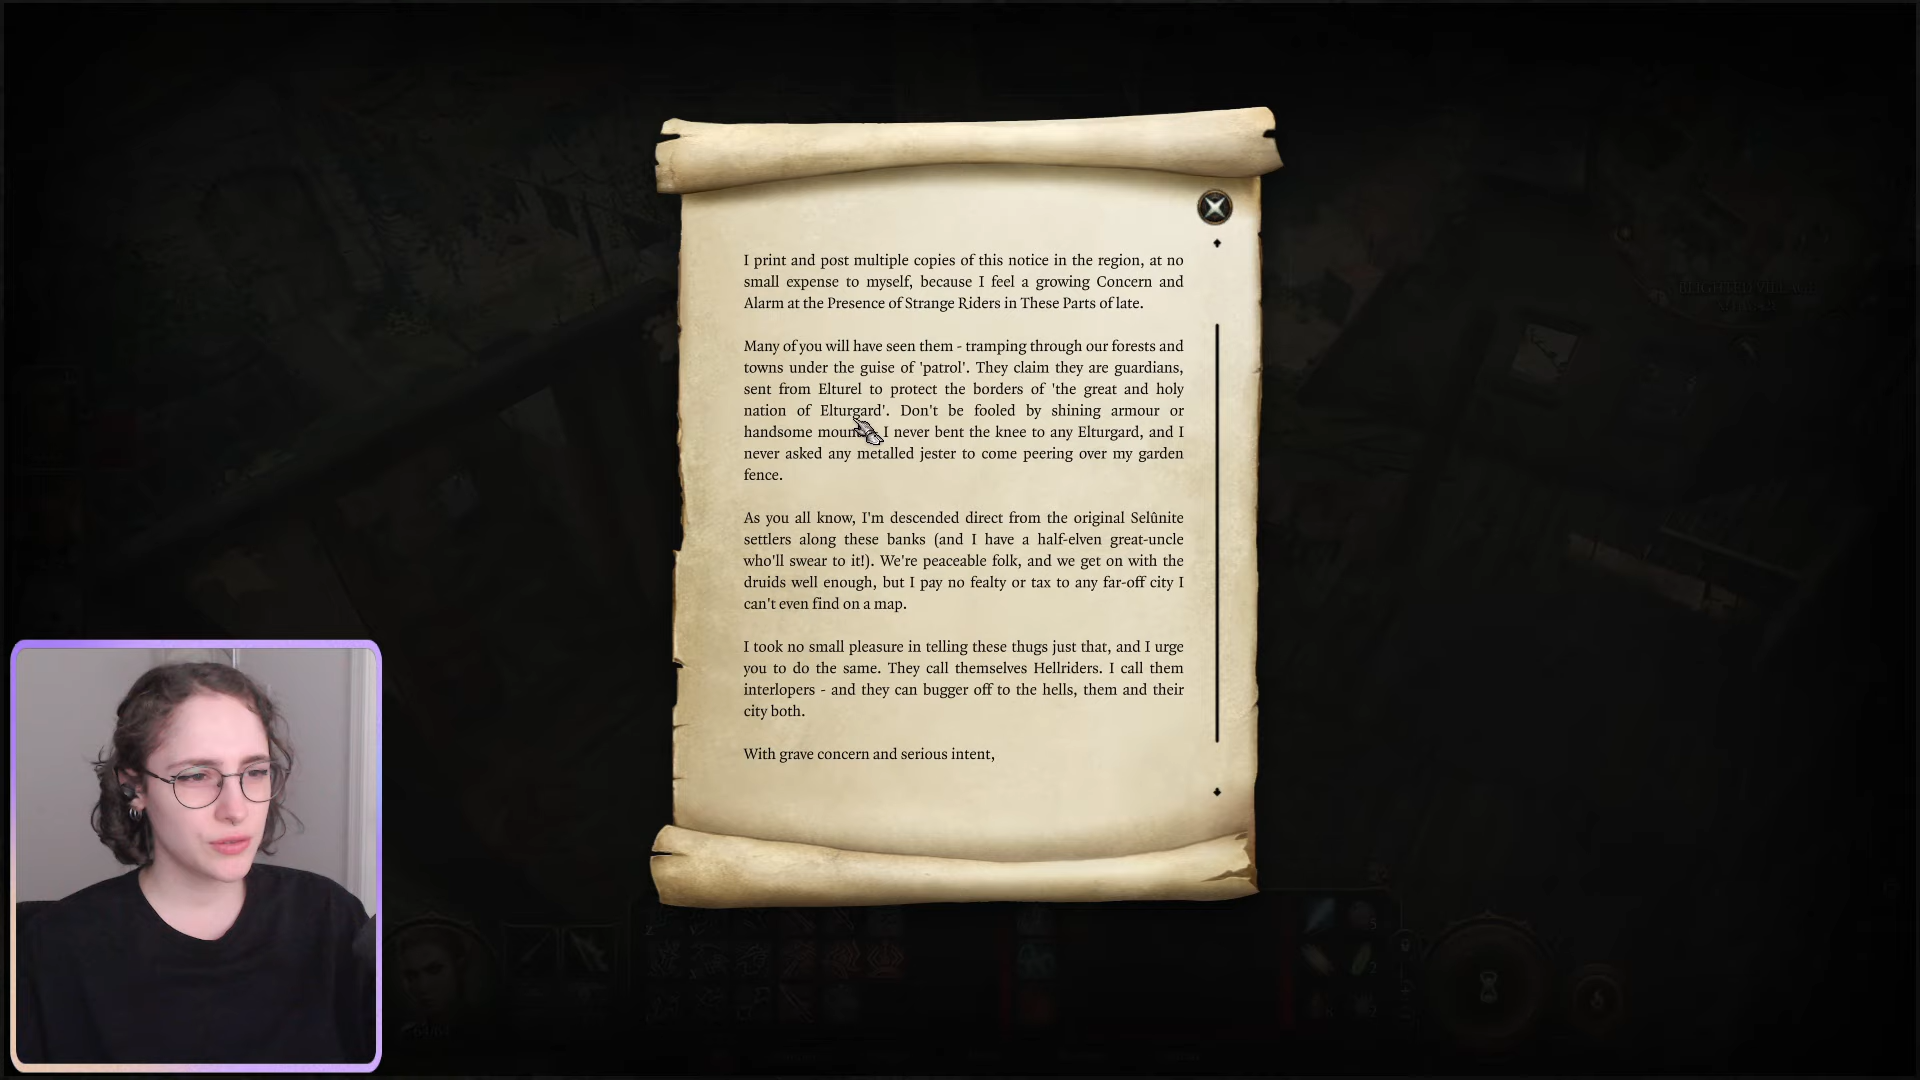 I print and post multiple copies of this notice in the region, at no
small expense to myself, because I feel a growing Concern and
Alarm at the Presence of Strange Riders in These Parts of late.
Many of you will have seen them - tramping through our forests and
towns under the guise of 'patrol'. They claim they are guardians,
sent from Elturel to protect the borders of 'the great and holy
nation of Elturgard'. Don't be fooled by shining armour or
handsome I never bent the knee to any Elturgard, and I
never asked any metalled jester to come peering over my garden
fence.
As you all know, I'm descended direct from the original Selûnite
settlers along these banks (and I have a half-elven great-uncle
who'll swear to it!). We're peaceable folk, and we get on with the
druids well enough, but I pay no fealty or tax to any far-off city I
can't even find on a map.
I took no small pleasure in telling these thugs just that, and I urge
you to do the same. They call themselves Hellriders. I call them
interlopers - and they can bugger off to the hells, them and their
city both.
With grave concern and serious intent,
BLIGHTED VILLAGE